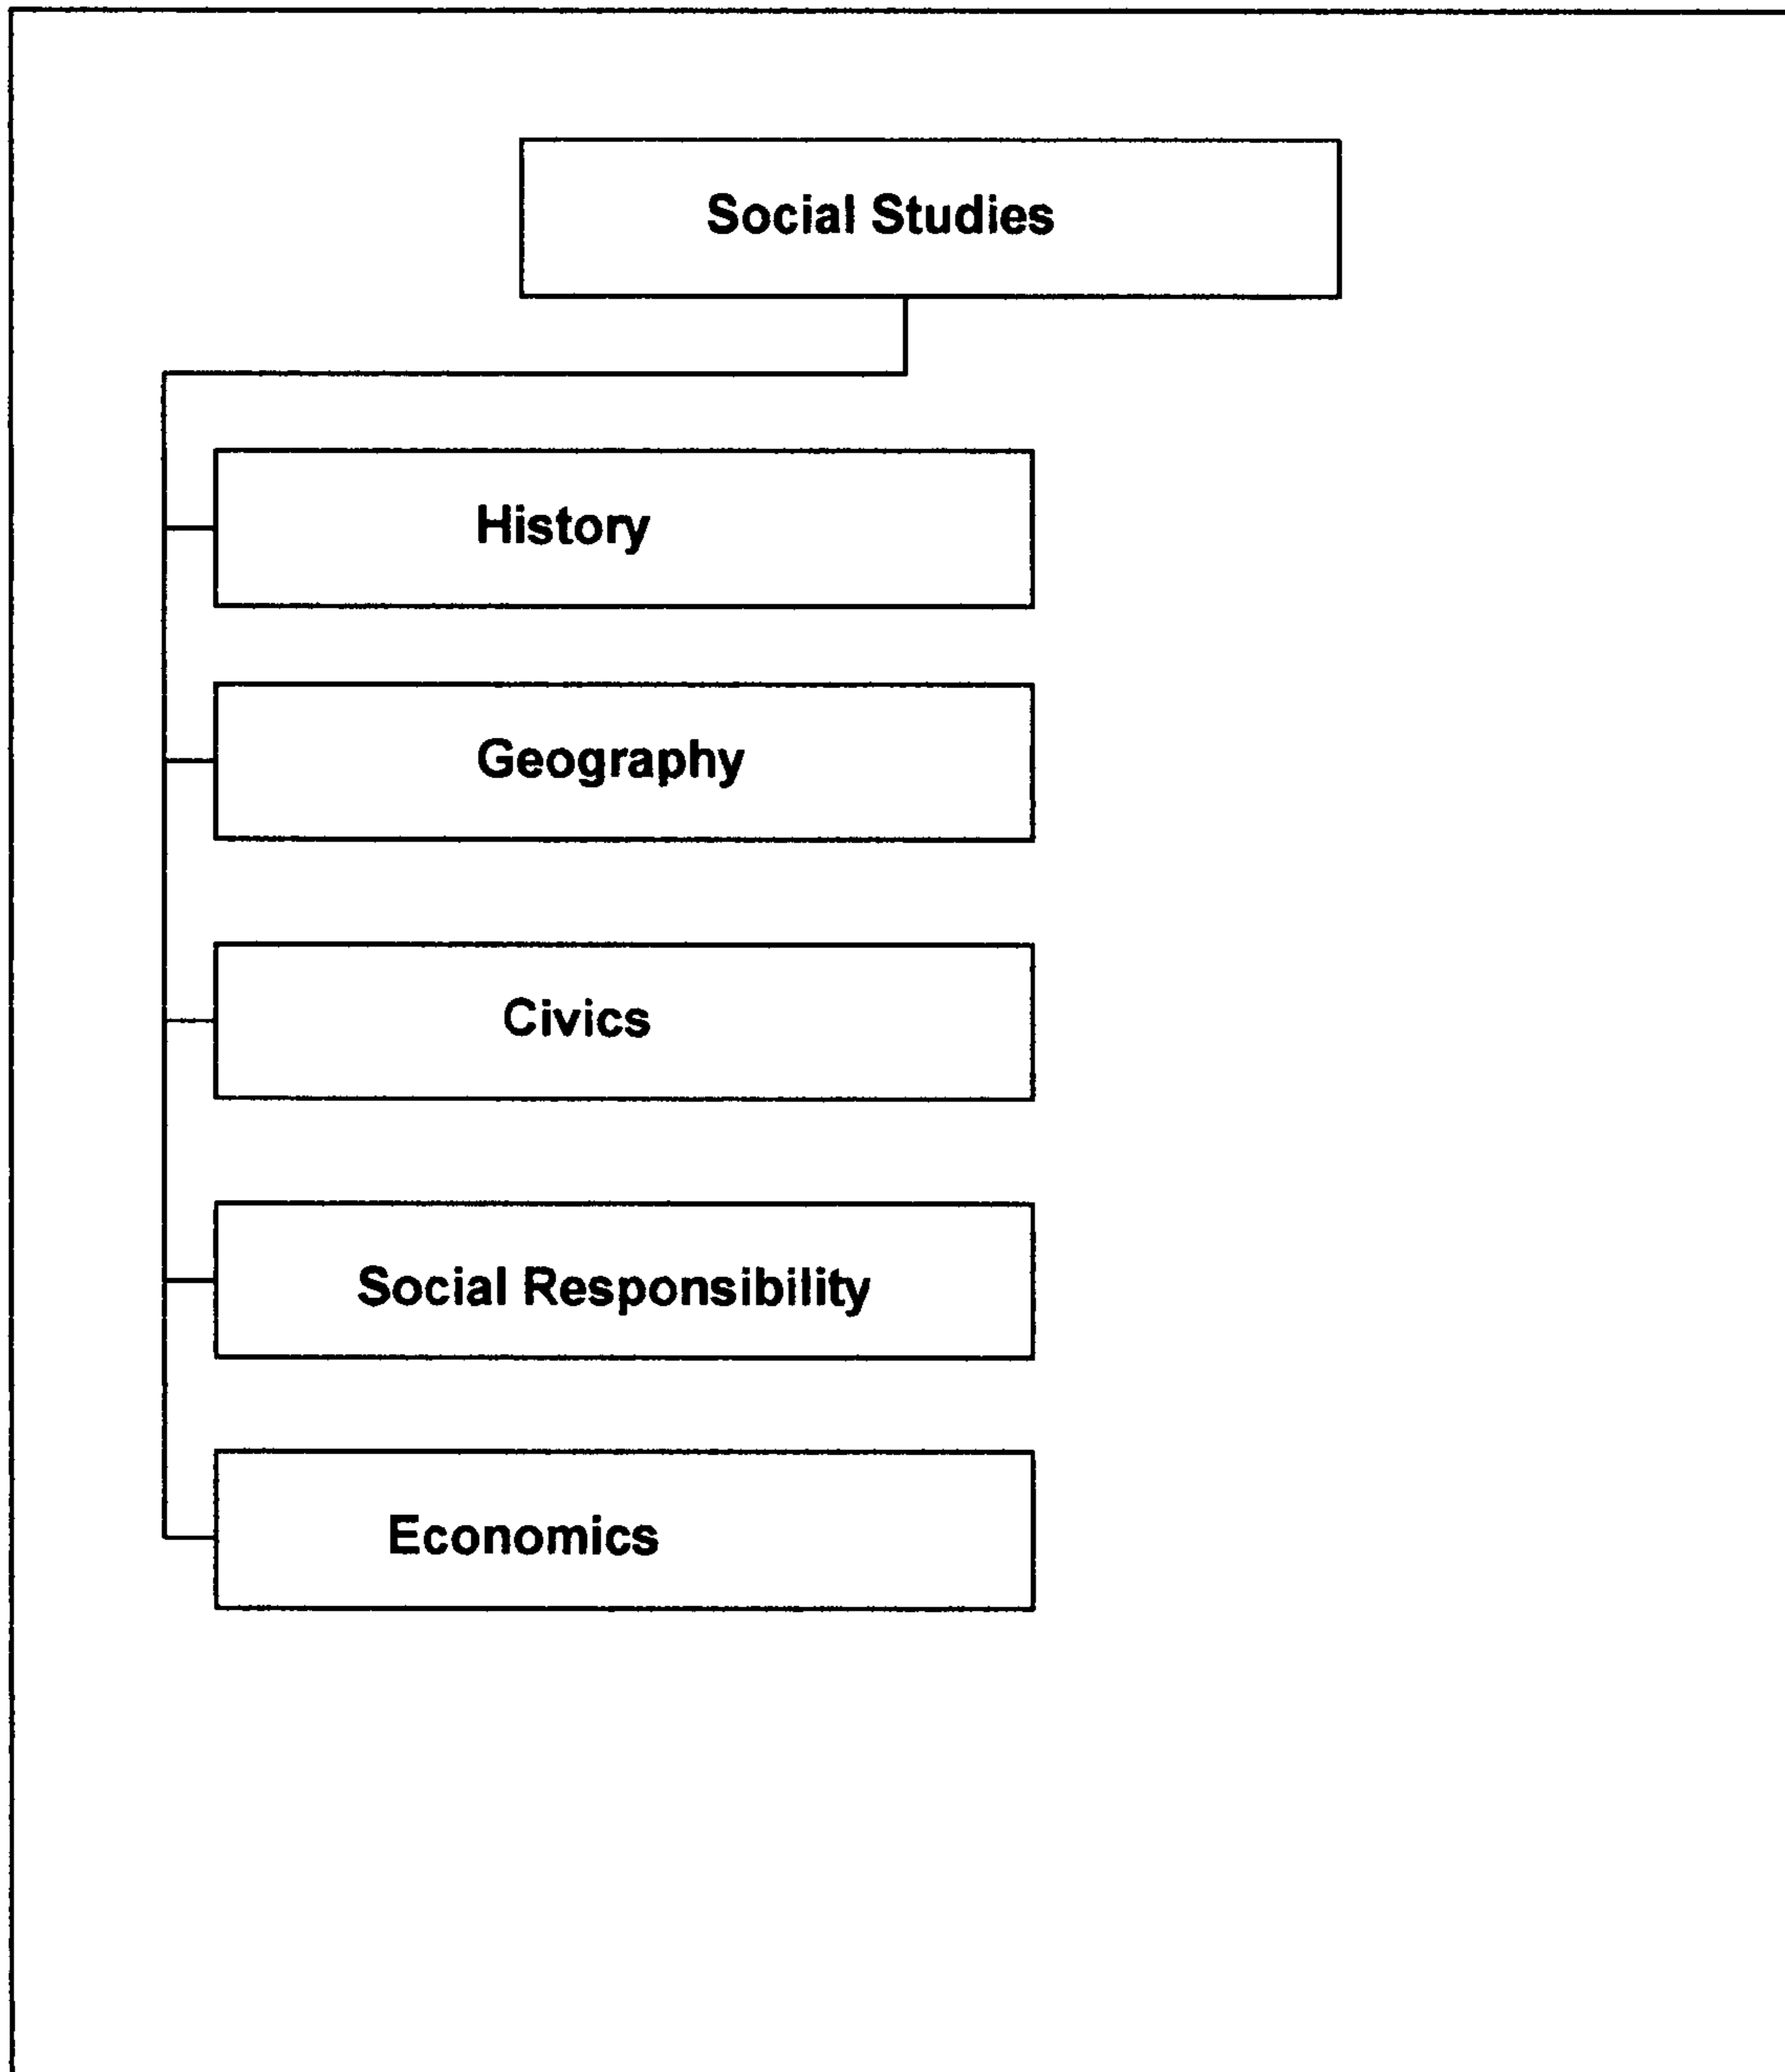 Social Studies
History
Geography
Civics
Social Responsibility
Economics